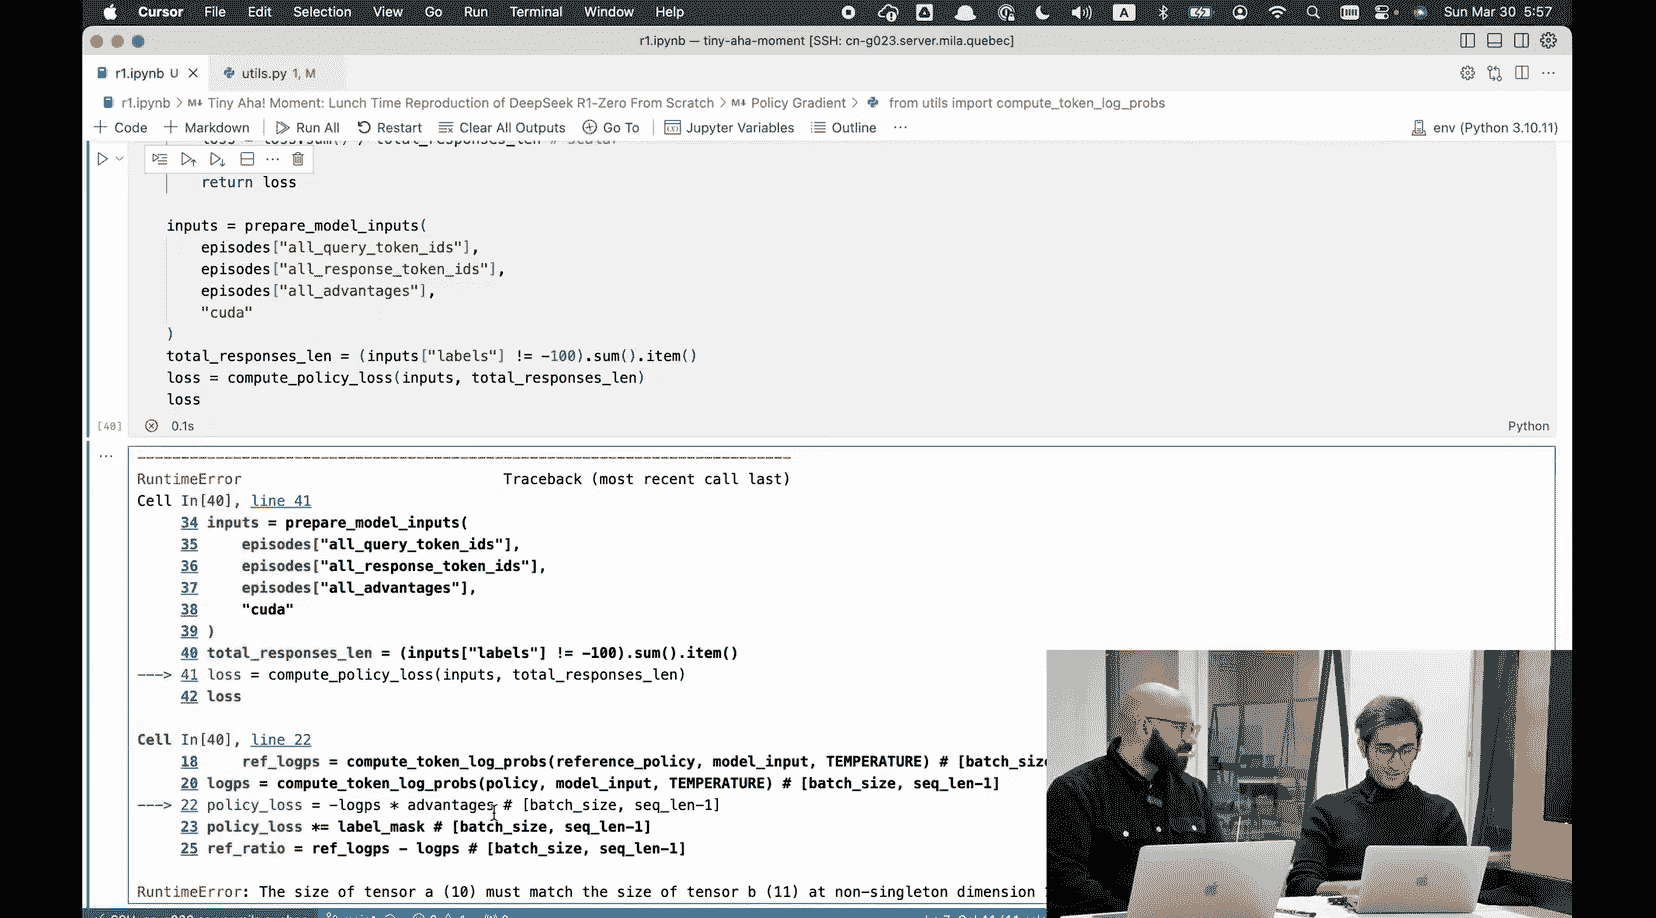 Cursor File Edit Selection View Go Run Terminal Window Help A Sun Mar 30 5:57
r1.ipynb — tiny-aha-moment [SSH: cn-g023.server.mila.quebec]
r1.ipynb U utils.py 1, M
r1.ipynb > M↓ Tiny Aha! Moment: Lunch Time Reproduction of DeepSeek R1-Zero From Scratch > M↓ Policy Gradient > from utils import compute_token_log_probs
+ Code + Markdown Run All Restart Clear All Outputs Go To Jupyter Variables Outline ... env (Python 3.10.11)
loss = loss.sum() / total_responses_len # scalar
return loss
inputs = prepare_model_inputs(
episodes["all_query_token_ids"],
episodes["all_response_token_ids"],
episodes["all_advantages"],
"cuda"
)
total_responses_len = (inputs["labels"] != -100).sum().item()
loss = compute_policy_loss(inputs, total_responses_len)
loss
[40] 0.1s Python
---------------------------------------------------------------------------
RuntimeError Traceback (most recent call last)
Cell In[40], line 41
34 inputs = prepare_model_inputs(
35 episodes["all_query_token_ids"],
36 episodes["all_response_token_ids"],
37 episodes["all_advantages"],
38 "cuda"
39 )
40 total_responses_len = (inputs["labels"] != -100).sum().item()
---> 41 loss = compute_policy_loss(inputs, total_responses_len)
42 loss
Cell In[40], line 22
18 ref_logps = compute_token_log_probs(reference_policy, model_input, TEMPERATURE) # [batch_size
20 logps = compute_token_log_probs(policy, model_input, TEMPERATURE) # [batch_size, seq_len-1]
---> 22 policy_loss = -logps * advantages # [batch_size, seq_len-1]
23 policy_loss *= label_mask # [batch_size, seq_len-1]
25 ref_ratio = ref_logps - logps # [batch_size, seq_len-1]
RuntimeError: The size of tensor a (10) must match the size of tensor b (11) at non-singleton dimension